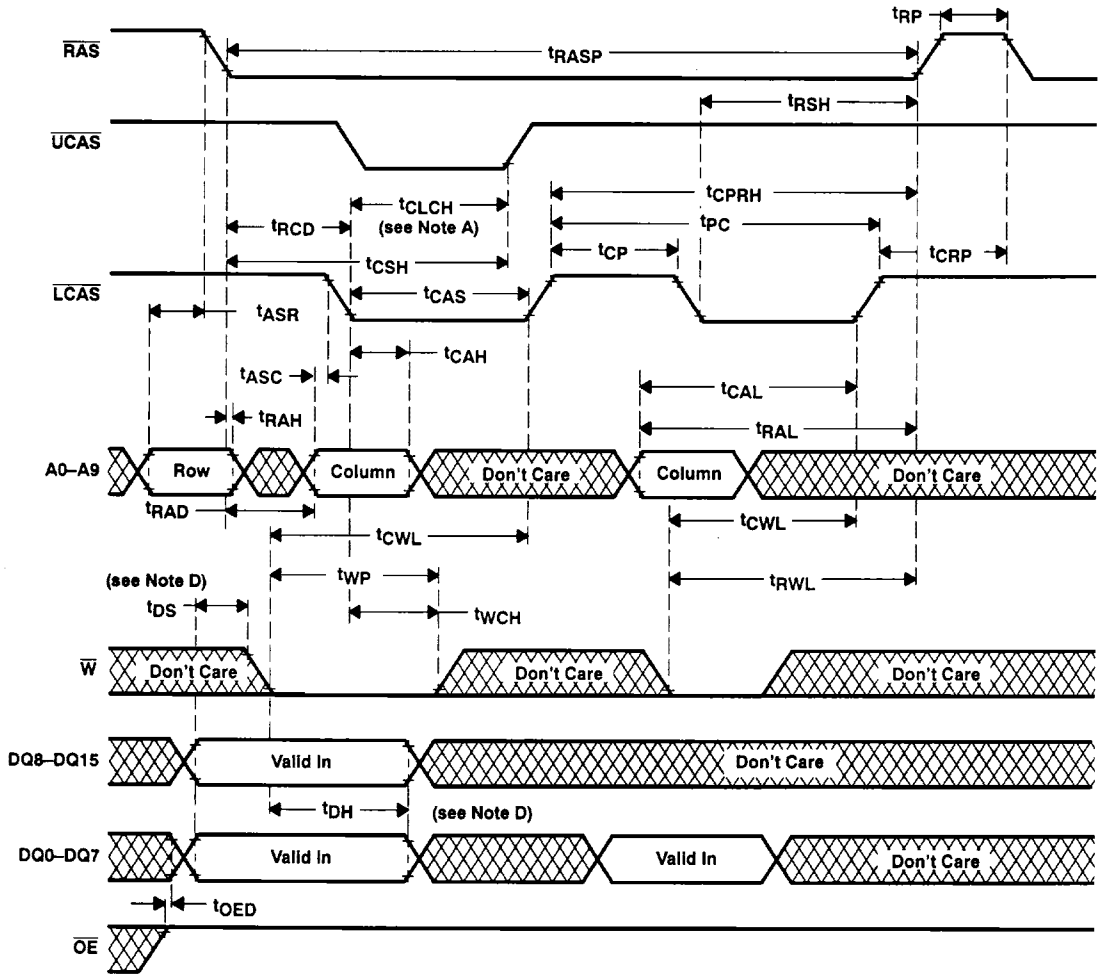 tRP
RAS
tRASP
tRSH
UCAS
tCPRH
tCLCH
tRCD
(see Note A)
tPC
tCP
tCRP
tCSH
LCAS
tCAS
tASR
tCAH
tASC
tCAL
tRAH
tRAL
A0–A9
Row
Column
Don't Care
Column
Don't Care
tRAD
tCWL
tCWL
tWP
tRWL
(see Note D)
tDS
tWCH
W
Don't Care
Don't Care
Don't Care
DQ8–DQ15
Valid In
Don't Care
tDH
(see Note D)
DQ0–DQ7
Valid In
Valid In
Don't Care
tOED
OE